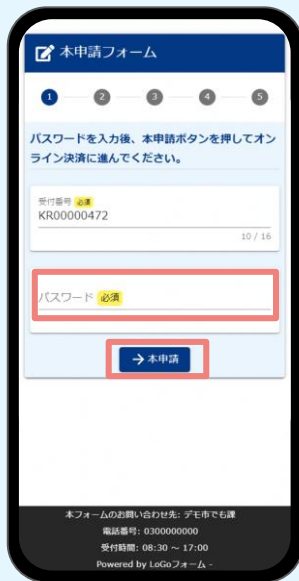 本申請フォーム
1 2 3 4 5
パスワードを入力後、本申請ボタンを押してオン
ライン決済に進んでください。
受付番号 必須
KR00000472
10 / 16
パスワード 必須
→本申請
本フォームのお問い合わせ先: デモ市でも課
電話番号: 0300000000
受付時間: 08:30 ～ 17:00
Powered by LoGoフォーム -